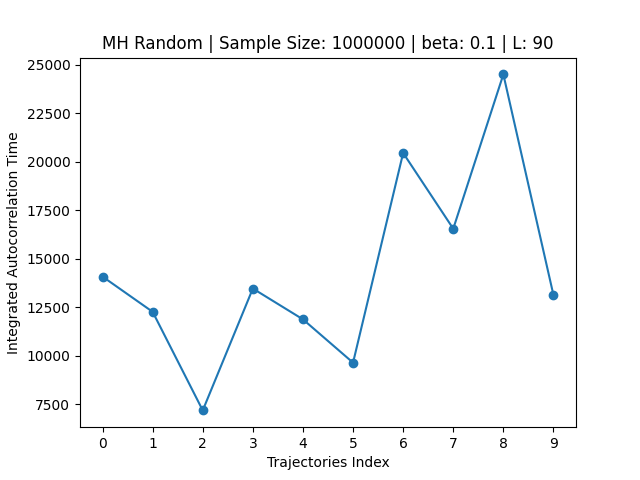 MH Random | Sample Size: 1000000 | beta: 0.1 | L: 90
25000
22500
20000
17500
15000
12500
10000
7500
Integrated Autocorrelation Time
0 1 2 3 4 5 6 7 8 9
Trajectories Index